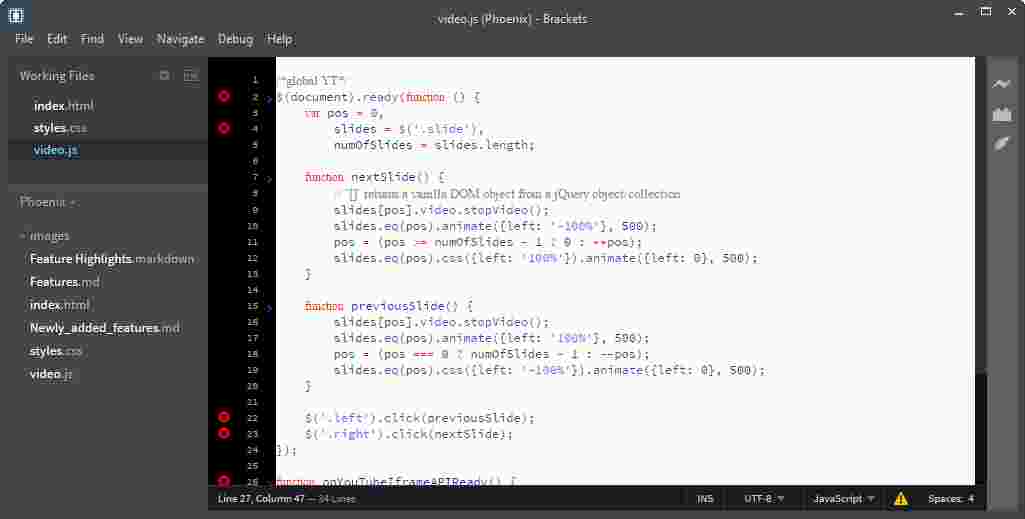 video.js (Phoenix) - Brackets
File Edit Find View Navigate Debug Help
Working Files
index.html
styles.css
video.js
Phoenix
images
Feature Highlights.markdown
Features.md
index.html
Newly_added_features.md
styles.css
video.js
1 /*global YT*/
2 $(document).ready(function () {
3 var pos = 0,
4 slides = $('.slide'),
5 numOfSlides = slides.length;
6
7 function nextSlide() {
8 // `[]` returns a vanilla DOM object from a jQuery object/collection
9 slides[pos].video.stopVideo();
10 slides.eq(pos).animate({left: '-100%'}, 500);
11 pos = (pos >= numOfSlides - 1 ? 0 : ++pos);
12 slides.eq(pos).css({left: '100%'}).animate({left: 0}, 500);
13 }
14
15 function previousSlide() {
16 slides[pos].video.stopVideo();
17 slides.eq(pos).animate({left: '100%'}, 500);
18 pos = (pos === 0 ? numOfSlides - 1 : --pos);
19 slides.eq(pos).css({left: '-100%'}).animate({left: 0}, 500);
20 }
21
22 $('.left').click(previousSlide);
23 $('.right').click(nextSlide);
24 });
25
26 function onYouTubeIframeAPIReady() {
Line 27, Column 47 — 34 Lines INS UTF-8 JavaScript Spaces: 4